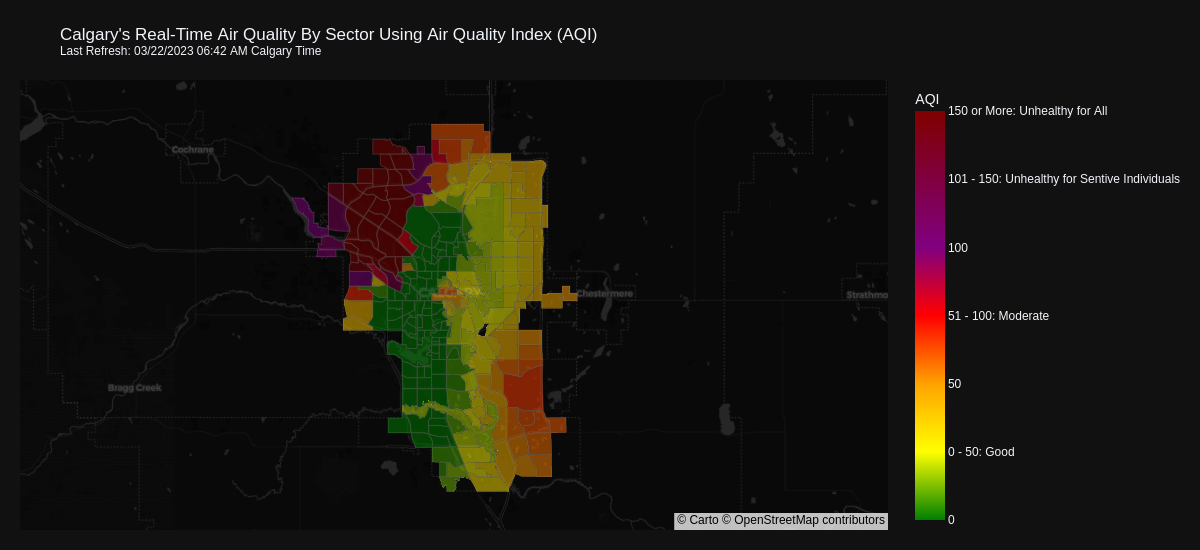 Calgary's Real-Time Air Quality By Sector Using Air Quality Index (AQI)
Last Refresh: 03/22/2023 06:42 AM Calgary Time
AQI
150 or More: Unhealthy for All
Cochrane
101 - 150: Unhealthy for Sentive Individuals
100
CALGARY
Chestermere
Strathmo
51 - 100: Moderate
Bragg Creek
50
0 - 50: Good
© Carto © OpenStreetMap contributors
0